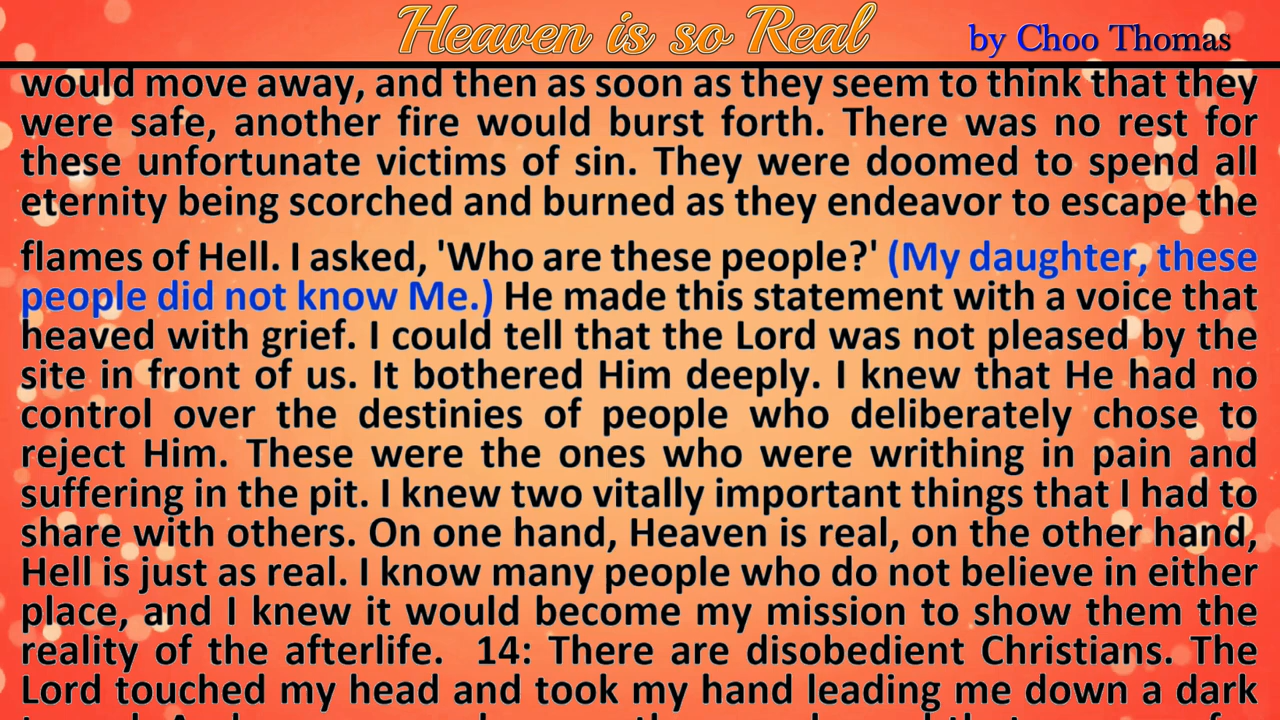 Heaven is so Real by Choo Thomas
would move away, and then as soon as they seem to think that they
were safe, another fire would burst forth. There was no rest for
these unfortunate victims of sin. They were doomed to spend all
eternity being scorched and burned as they endeavor to escape the
flames of Hell. I asked, 'Who are these people?' (My daughter, these
people did not know Me.) He made this statement with a voice that
heaved with grief. I could tell that the Lord was not pleased by the
site in front of us. It bothered Him deeply. I knew that He had no
control over the destinies of people who deliberately chose to
reject Him. These were the ones who were writhing in pain and
suffering in the pit. I knew two vitally important things that I had to
share with others. On one hand, Heaven is real, on the other hand,
Hell is just as real. I know many people who do not believe in either
place, and I knew it would become my mission to show them the
reality of the afterlife. 14: There are disobedient Christians. The
Lord touched my head and took my hand leading me down a dark